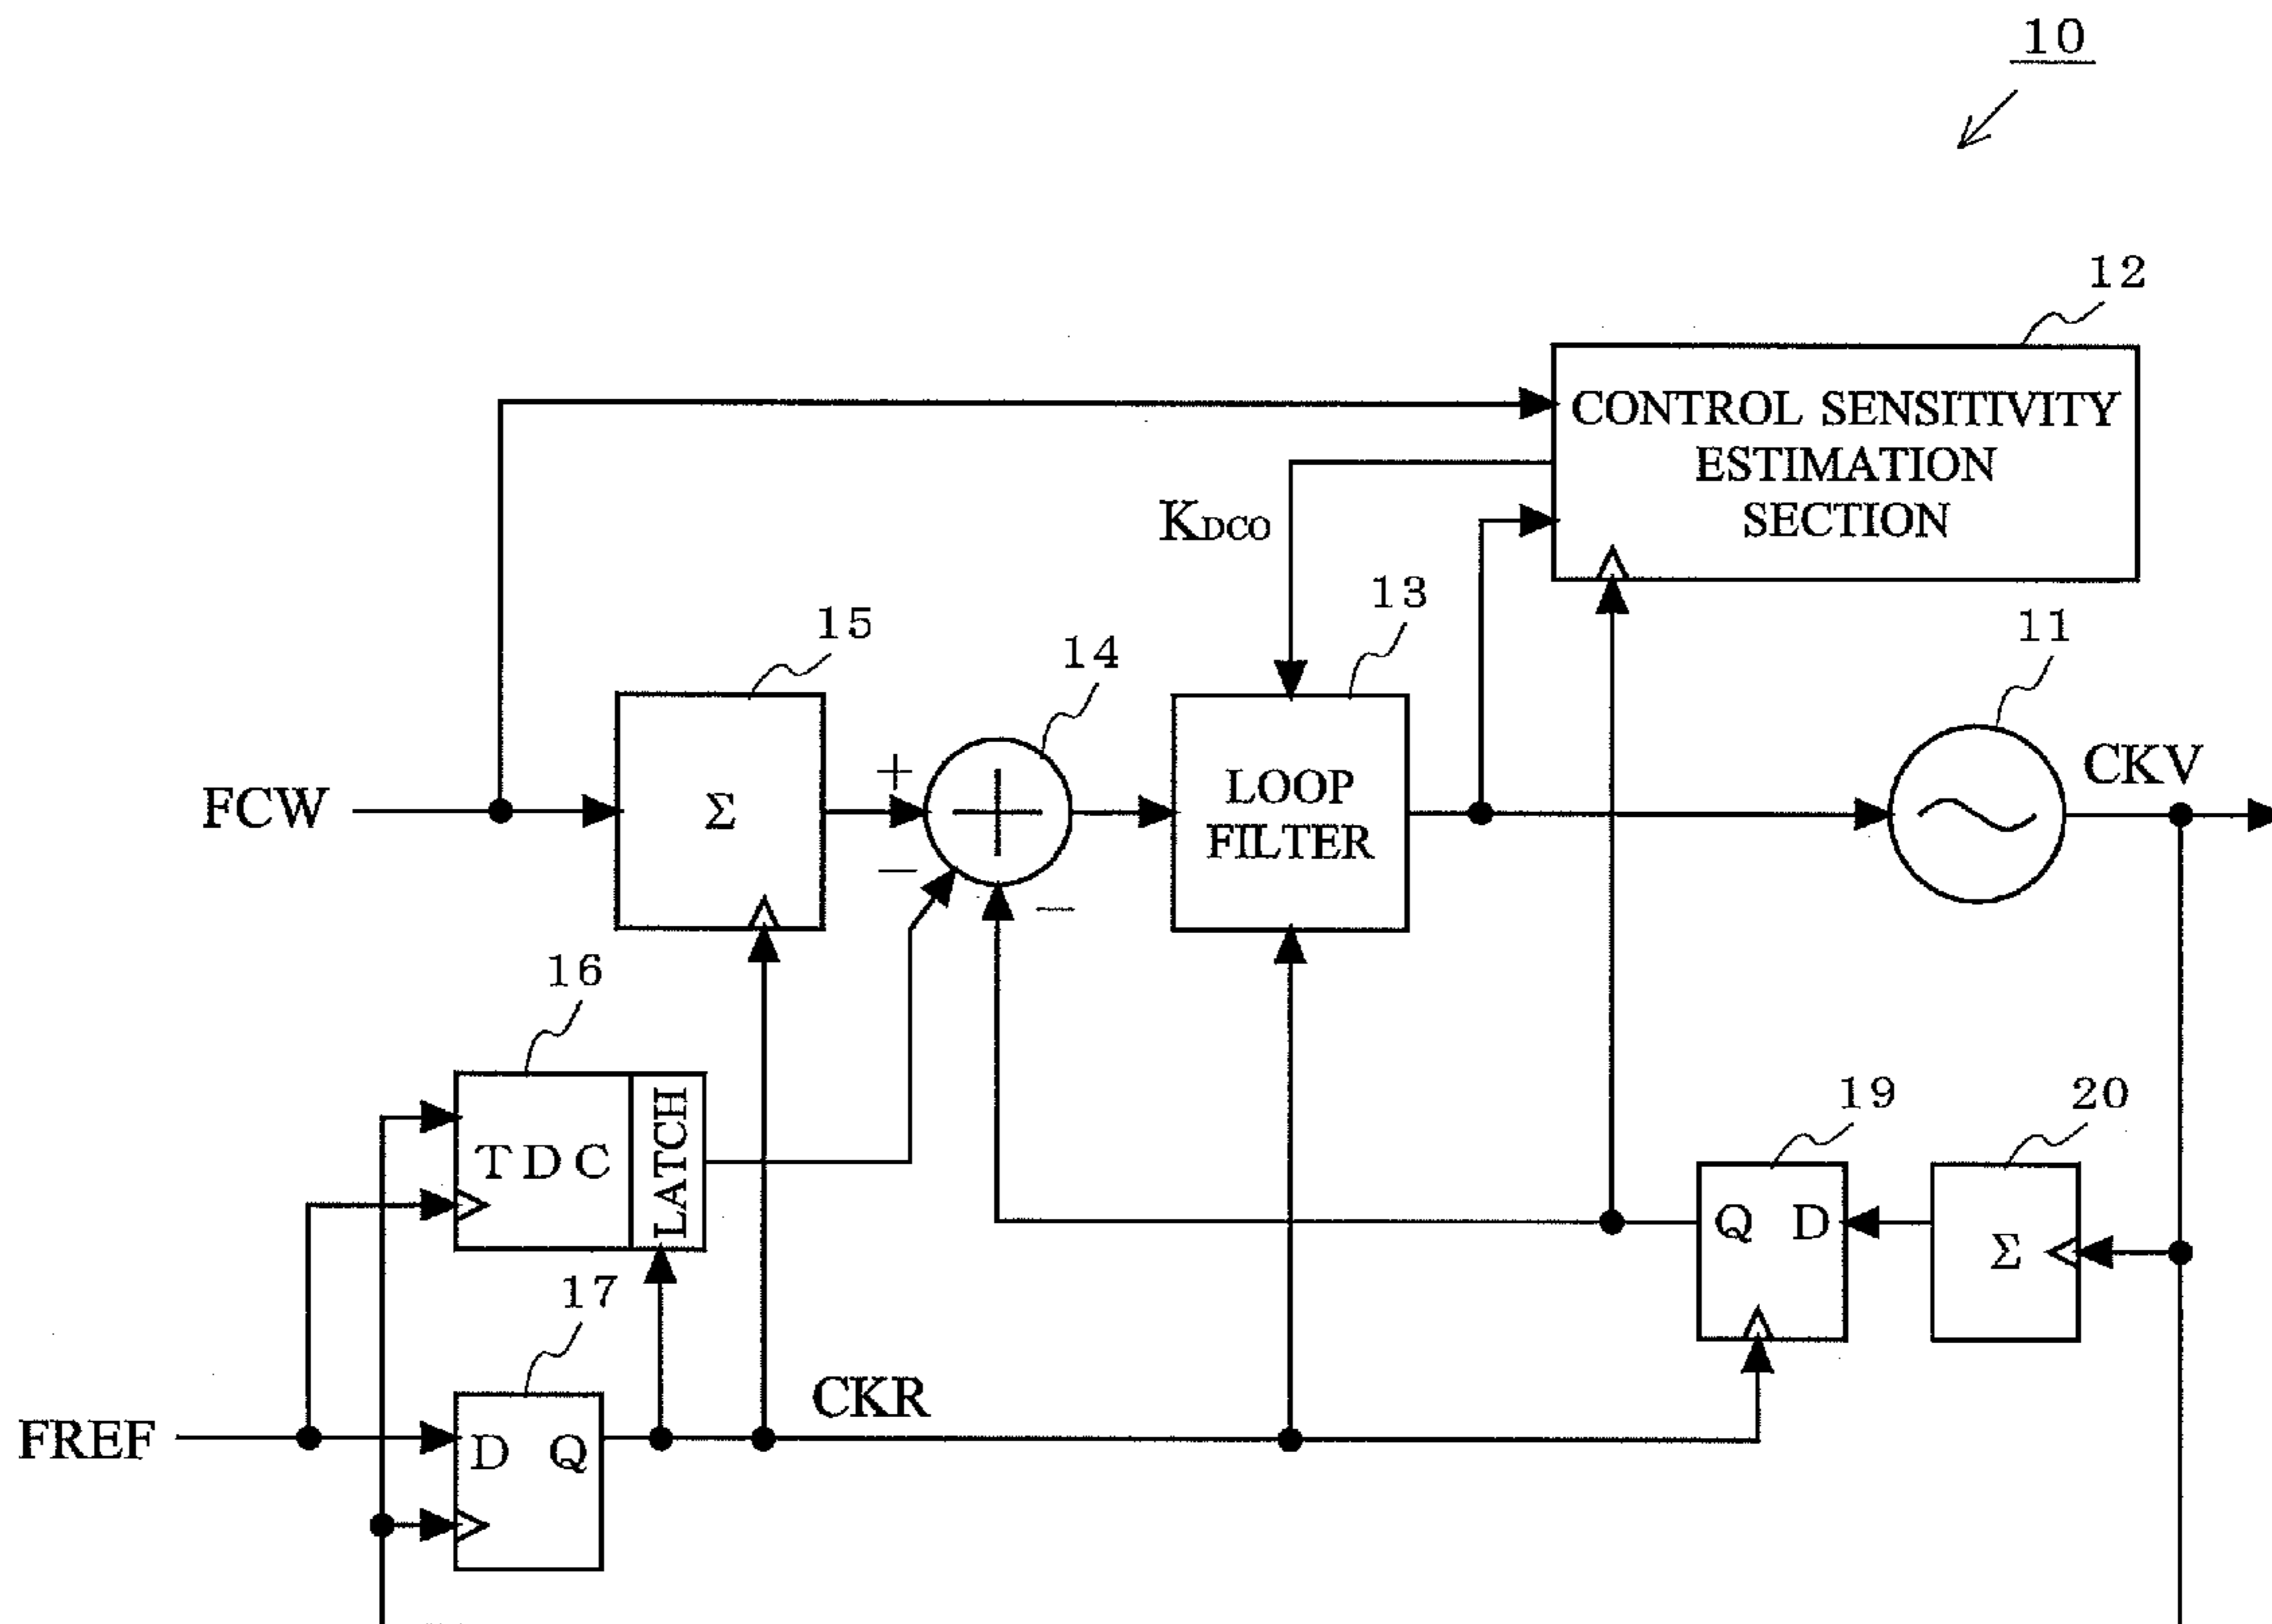 10
12
CONTROL SENSITIVITY
ESTIMATION
SECTION
KDCO
13
11
15
14
CKV
+
LOOP
FILTER
FCW
Σ
−
−
16
LATCH
19
20
TDC
Q D
Σ
17
CKR
FREF
D Q